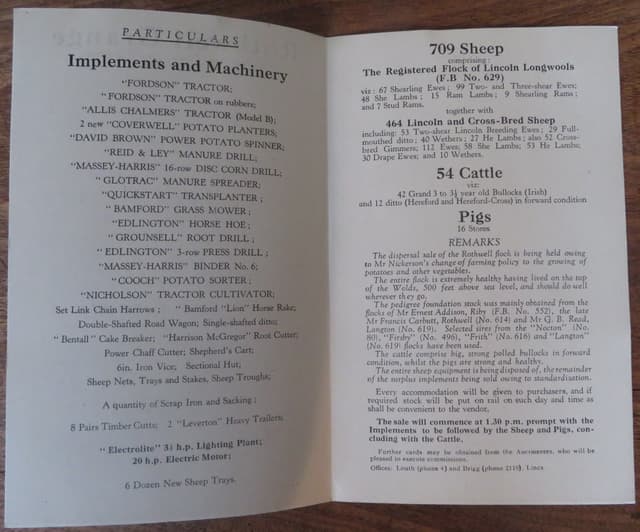 PARTICULARS
Implements and Machinery
"FORDSON" TRACTOR;
"FORDSON" TRACTOR on rubbers;
"ALLIS CHALMERS" TRACTOR (Model B);
2 new "COVERWELL" POTATO PLANTERS;
"DAVID BROWN" POWER POTATO SPINNER;
"REID & LEY" MANURE DRILL;
"MASSEY-HARRIS" 16-row DISC CORN DRILL;
"GLOTRAC" MANURE SPREADER;
"QUICKSTART" TRANSPLANTER;
"BAMFORD" GRASS MOWER;
"EDLINGTON" HORSE HOE;
"GROUNSELL" ROOT DRILL;
"EDLINGTON" 3-row PRESS DRILL;
"MASSEY-HARRIS" BINDER No. 6;
"COOCH" POTATO SORTER;
"NICHOLSON" TRACTOR CULTIVATOR;
Set Link Chain Harrows; "Bamford "Lion" Horse Rake;
Double-Shafted Road Wagon; Single-shafted ditto;
"Bentall" Cake Breaker; "Harrison McGregor" Root Cutter;
Power Chaff Cutter; Shepherd's Cart;
6in. Iron Vice; Sectional Hut;
Sheep Nets, Trays and Stakes, Sheep Troughs;
A quantity of Scrap Iron and Sacking:
8 Pairs Timber Cutts; 2 "Leverton" Heavy Trailers;
"Electrolite" 3½ h.p. Lighting Plant;
20 h.p. Electric Motor;
6 Dozen New Sheep Trays.
709 Sheep
comprising:
The Registered Flock of Lincoln Longwools
(F.B No. 629)
viz: 67 Shearling Ewes; 99 Two- and Three-shear Ewes;
48 She Lambs; 15 Ram Lambs; 9 Shearling Rams;
and 7 Stud Rams.
together with
464 Lincoln and Cross-Bred Sheep
including: 53 Two-shear Lincoln Breeding Ewes; 29 Full-
mouthed ditto; 40 Wethers; 27 He Lambs; also 52 Cross-
bred Gimmers; 112 Ewes; 58 She Lambs; 53 He Lambs;
30 Drape Ewes; and 10 Wethers.
54 Cattle
viz:
42 Grand 3 to 3½ year old Bullocks (Irish)
and 12 ditto (Hereford and Hereford-Cross) in forward condition
Pigs
16 Stores
REMARKS
The dispersal sale of the Rothwell flock is being held owing
to Mr Nickerson's change of farming policy to the growing of
potatoes and other vegetables.
The entire flock is extremely healthy having lived on the top
of the Wolds, 500 feet above sea level, and should do well
wherever they go.
The pedigree foundation stock was mainly obtained from the
flocks of Mr Ernest Addison, Riby (F.B. No. 552), the late
Mr Francis Carbutt, Rothwell (No. 614) and Mr G. B. Read,
Langton (No. 619). Selected sires from the "Nocton" (No.
80), "Firsby" (No. 496), "Frith" (No. 616) and "Langton"
(No. 619) flocks have been used.
The cattle comprise big, strong polled bullocks in forward
condition, whilst the pigs are strong and healthy.
The entire sheep equipment is being disposed of, the remainder
of the surplus implements being sold owing to standardisation.
Every accommodation will be given to purchasers, and if
required stock will be put on rail on each day and time as
shall be convenient to the vendor.
The sale will commence at 1.30 p.m. prompt with the
Implements to be followed by the Sheep and Pigs, con-
cluding with the Cattle.
Further cards may be obtained from the Auctioneers, who will be
pleased to execute commissions.
Offices: Louth (phone 4) and Brigg (phone 2115), Lincs